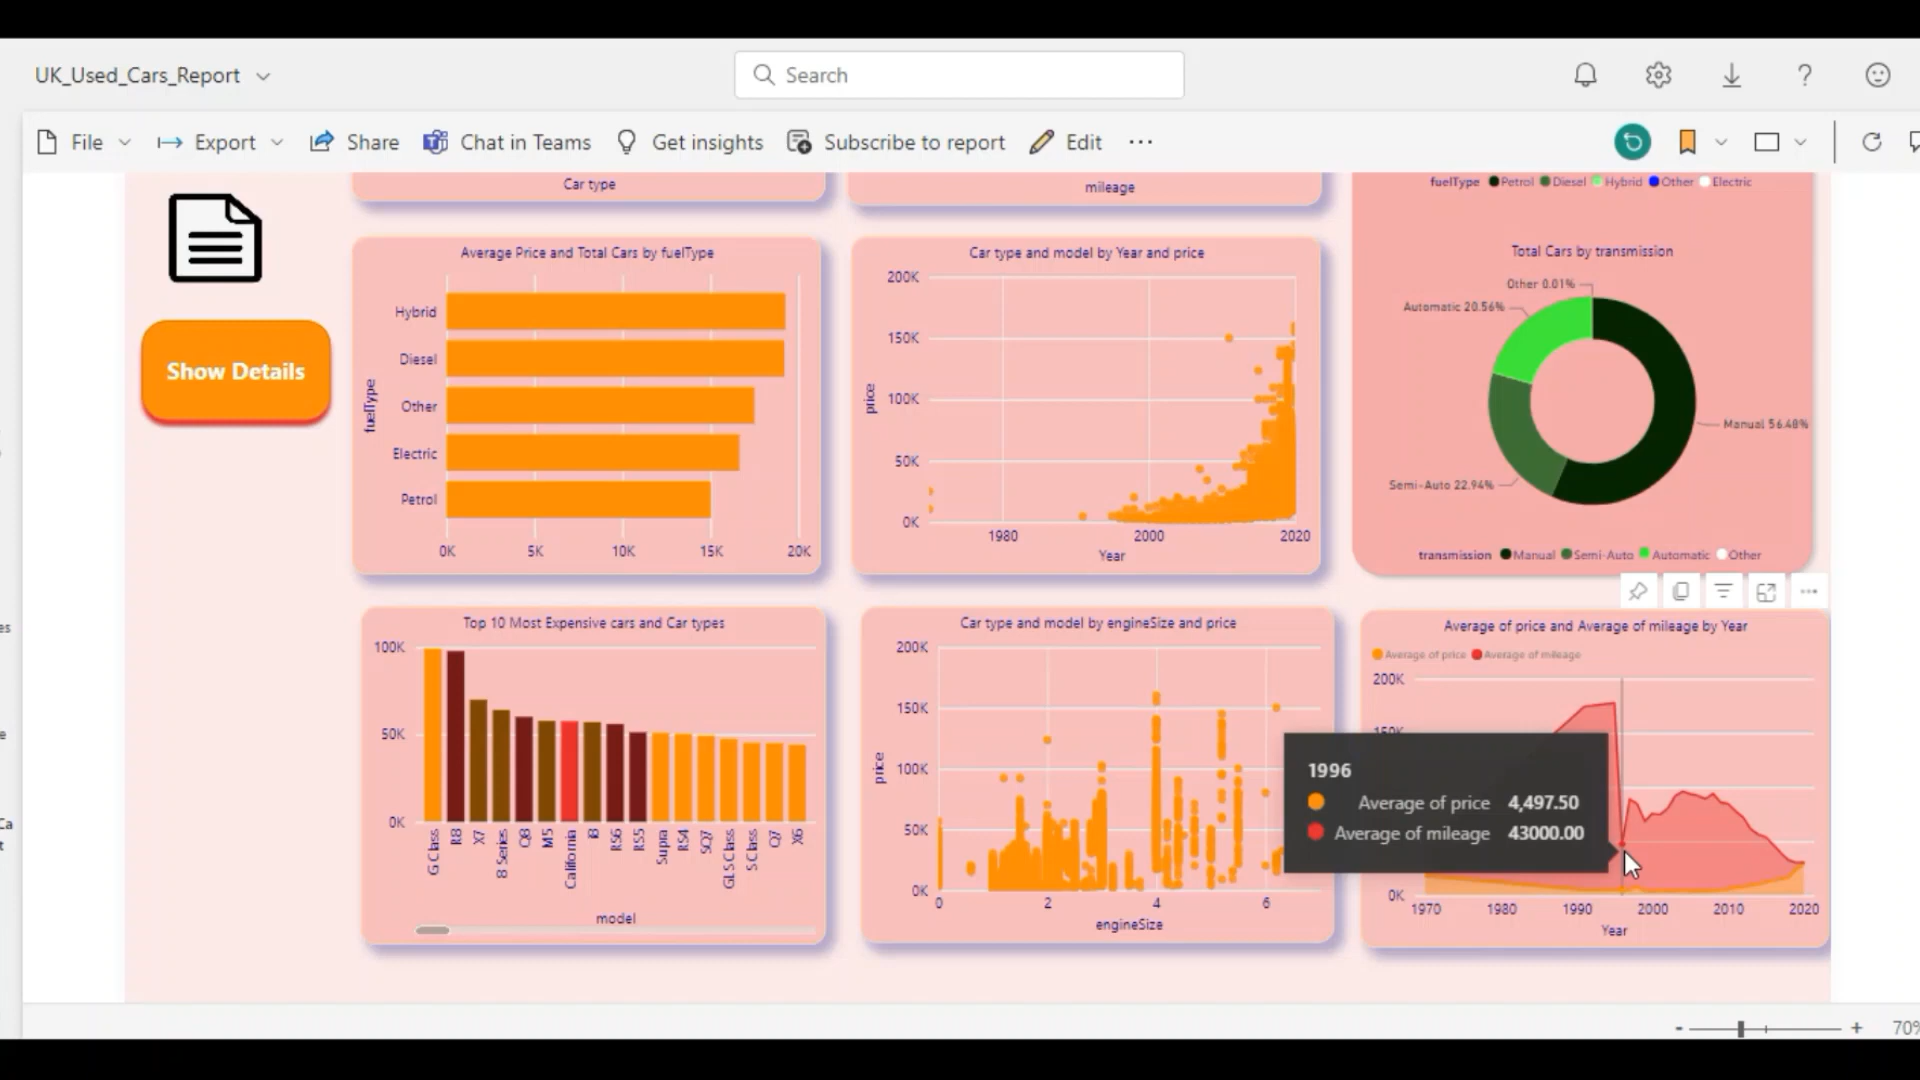 UK_Used_Cars_Report
Search
File
Export
Share
Chat in Teams
Get insights
Subscribe to report
Edit
Car type
mileage
fuelType Petrol Diesel Hybrid Other Electric
Show Details
Average Price and Total Cars by fuelType
fuelType
Hybrid
Diesel
Other
Electric
Petrol
0K 5K 10K 15K 20K
Car type and model by Year and price
price
200K
150K
100K
50K
0K
1980 2000 2020
Year
Total Cars by transmission
Other 0.01%
Automatic 20.56%
Manual 56.48%
Semi-Auto 22.94%
transmission Manual Semi-Auto Automatic Other
Top 10 Most Expensive cars and Car types
100K
50K
0K
G Class R8 X7 8 Series Q8 M5 California i8 RS6 RS5 Supra RS4 SQ7 GLS Class S Class Q7 X6
model
Car type and model by engineSize and price
price
200K
150K
100K
50K
0K
0 2 4 6
engineSize
Average of price and Average of mileage by Year
Average of price Average of mileage
200K
150K
0K
1970 1980 1990 2000 2010 2020
Year
1996
Average of price 4,497.50
Average of mileage 43000.00
es
e
Ca
t
- + 70%